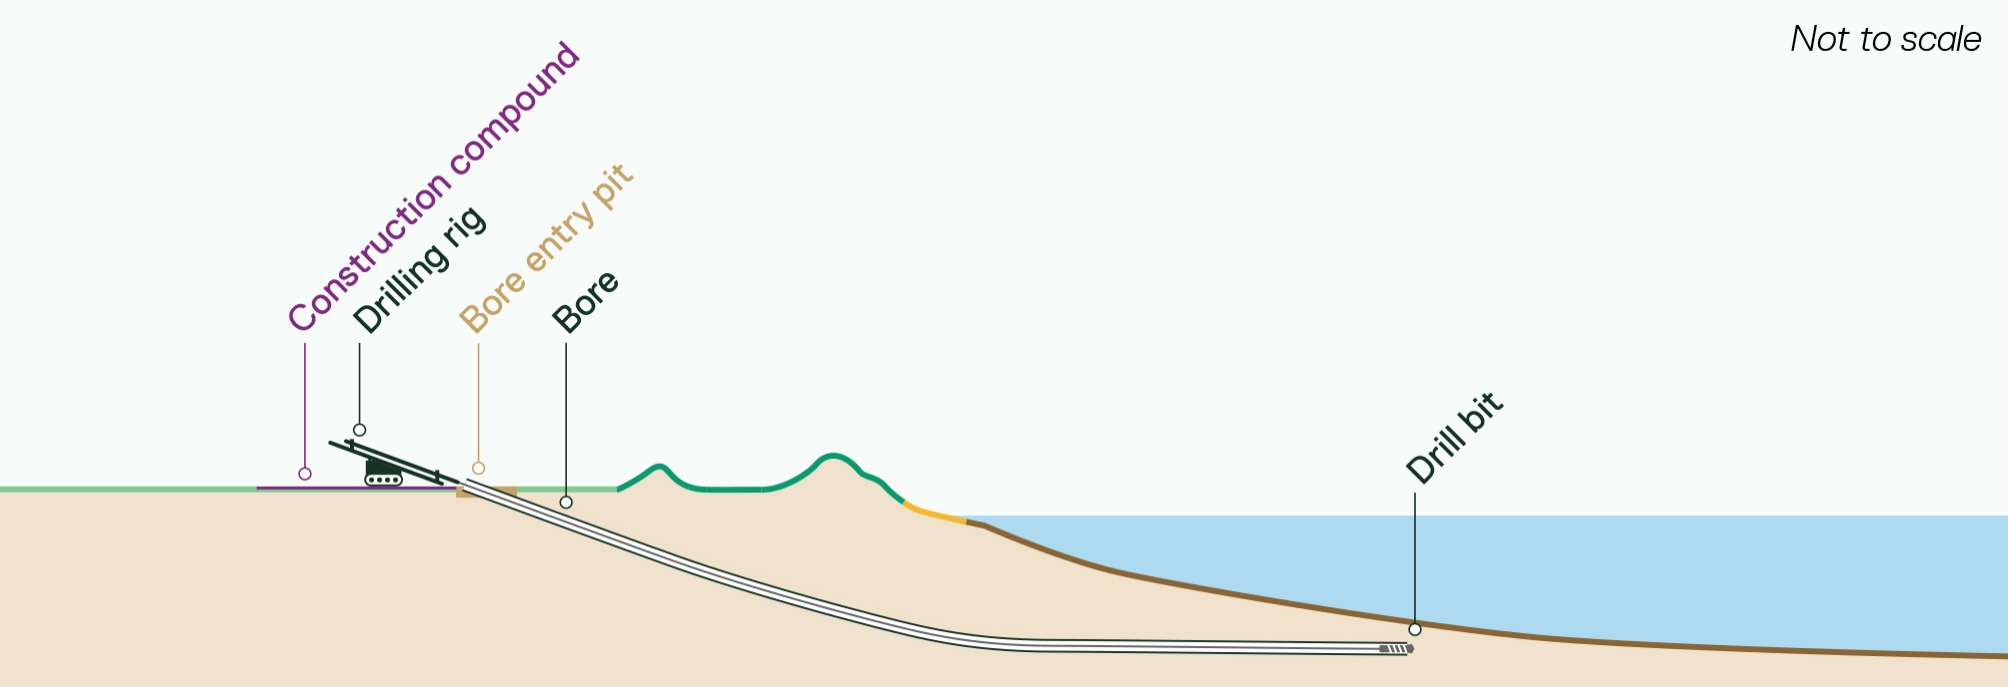 Not to scale
Construction compound
Drilling rig
Bore entry pit
Bore
Drill bit